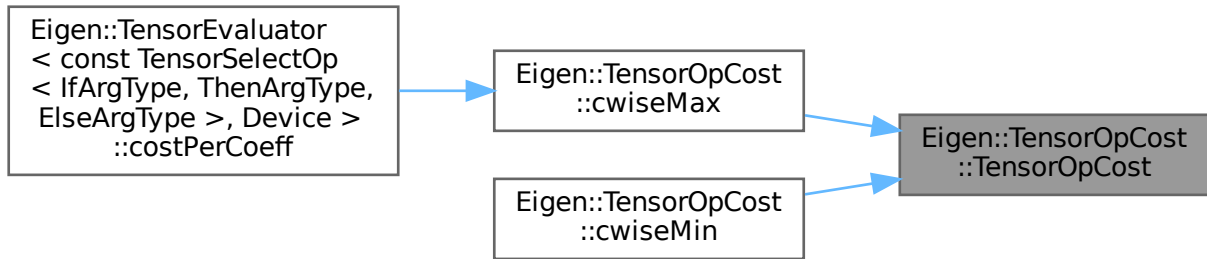 Eigen::TensorEvaluator
< const TensorSelectOp
< IfArgType, ThenArgType,
ElseArgType >, Device >
::costPerCoeff
Eigen::TensorOpCost
::cwiseMax
Eigen::TensorOpCost
::cwiseMin
Eigen::TensorOpCost
::TensorOpCost